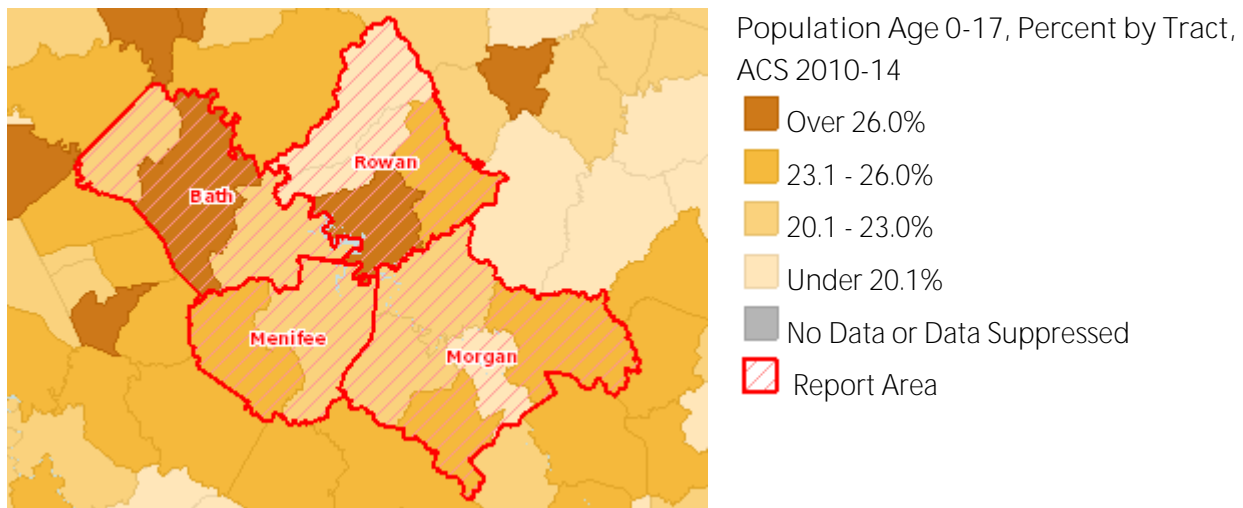 Population Age 0-17, Percent by Tract,
ACS 2010-14
Over 26.0%
23.1 - 26.0%
20.1 - 23.0%
Under 20.1%
No Data or Data Suppressed
Report Area
Rowan
Bath
Menifee
Morgan